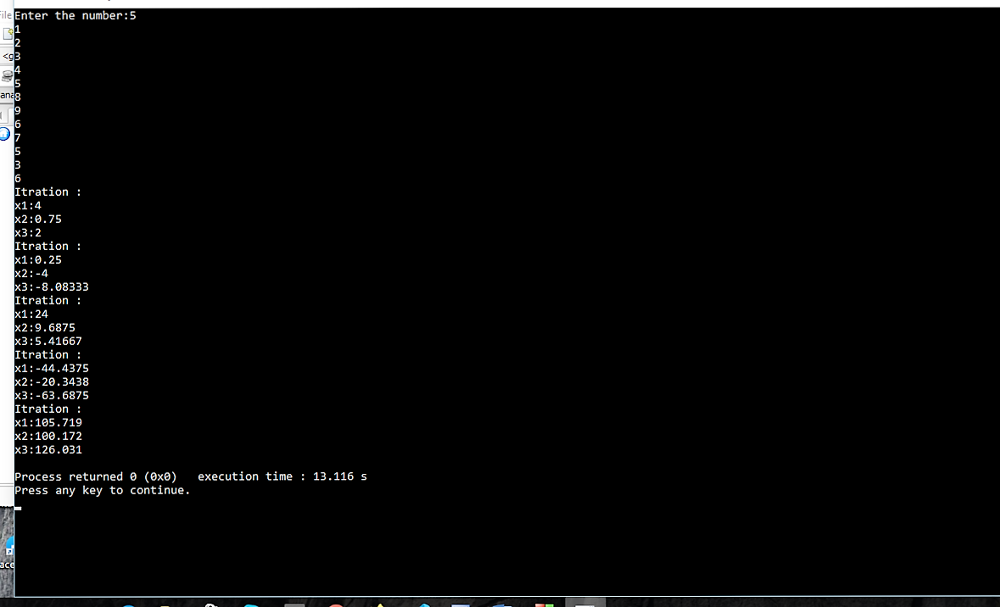 File
Enter the number:5
1
2
<g
3
4
5
ana
8
9
6
7
5
3
6
Itration :
x1:4
x2:0.75
x3:2
Itration :
x1:0.25
x2:-4
x3:-8.08333
Itration :
x1:24
x2:9.6875
x3:5.41667
Itration :
x1:-44.4375
x2:-20.3438
x3:-63.6875
Itration :
x1:105.719
x2:100.172
x3:126.031
Process returned 0 (0x0)   execution time : 13.116 s
Press any key to continue.
ace